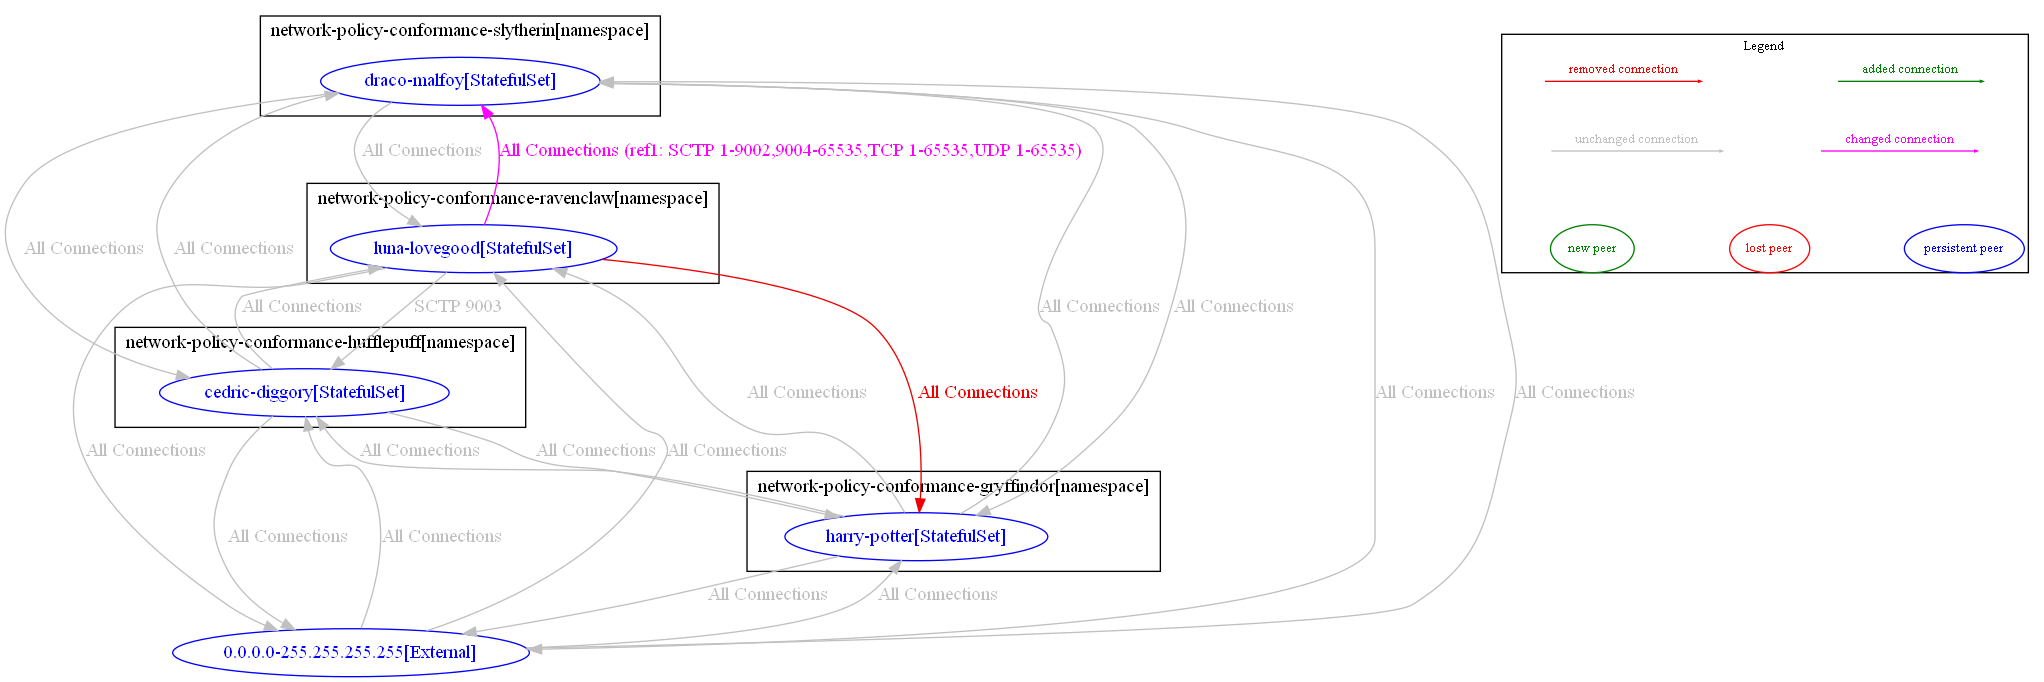 network-policy-conformance-slytherin[namespace]
draco-malfoy[StatefulSet]
All Connections
All Connections (ref1: SCTP 1-9002,9004-65535,TCP 1-65535,UDP 1-65535)
network-policy-conformance-ravenclaw[namespace]
luna-lovegood[StatefulSet]
All Connections
All Connections
All Connections
SCTP 9003
All Connections
All Connections
network-policy-conformance-hufflepuff[namespace]
cedric-diggory[StatefulSet]
All Connections
All Connections
All Connections
All Connections
All Connections
All Connections
All Connections
All Connections
network-policy-conformance-gryffindor[namespace]
harry-potter[StatefulSet]
All Connections
All Connections
All Connections
All Connections
0.0.0.0-255.255.255.255[External]
Legend
removed connection
added connection
unchanged connection
changed connection
new peer
lost peer
persistent peer